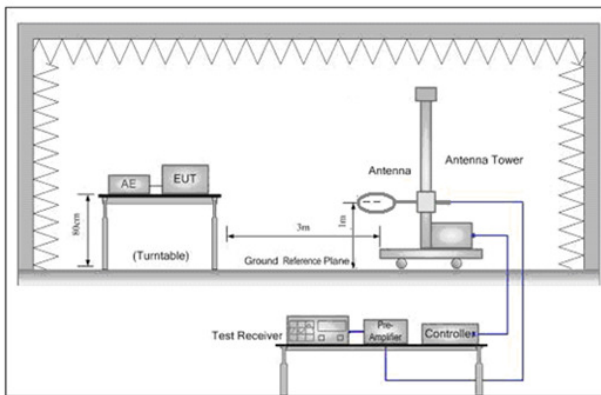 Antenna Tower
Antenna
AE
EUT
80cm
(Turntable)
3m
1m
Ground Reference Plane
Test Receiver
Pre-
Amplifier
Controller